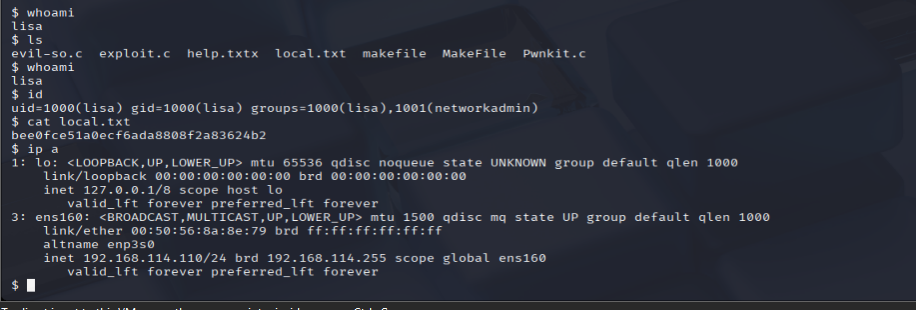 $ whoami
lisa
$ ls
evil-so.c  exploit.c  help.txtx  local.txt  makefile  MakeFile  Pwnkit.c
$ whoami
lisa
$ id
uid=1000(lisa) gid=1000(lisa) groups=1000(lisa),1001(networkadmin)
$ cat local.txt
bee0fce51a0ecf6ada8808f2a83624b2
$ ip a
1: lo: <LOOPBACK,UP,LOWER_UP> mtu 65536 qdisc noqueue state UNKNOWN group default qlen 1000
    link/loopback 00:00:00:00:00:00 brd 00:00:00:00:00:00
    inet 127.0.0.1/8 scope host lo
       valid_lft forever preferred_lft forever
3: ens160: <BROADCAST,MULTICAST,UP,LOWER_UP> mtu 1500 qdisc mq state UP group default qlen 1000
    link/ether 00:50:56:8a:8e:79 brd ff:ff:ff:ff:ff:ff
    altname enp3s0
    inet 192.168.114.110/24 brd 192.168.114.255 scope global ens160
       valid_lft forever preferred_lft forever
$